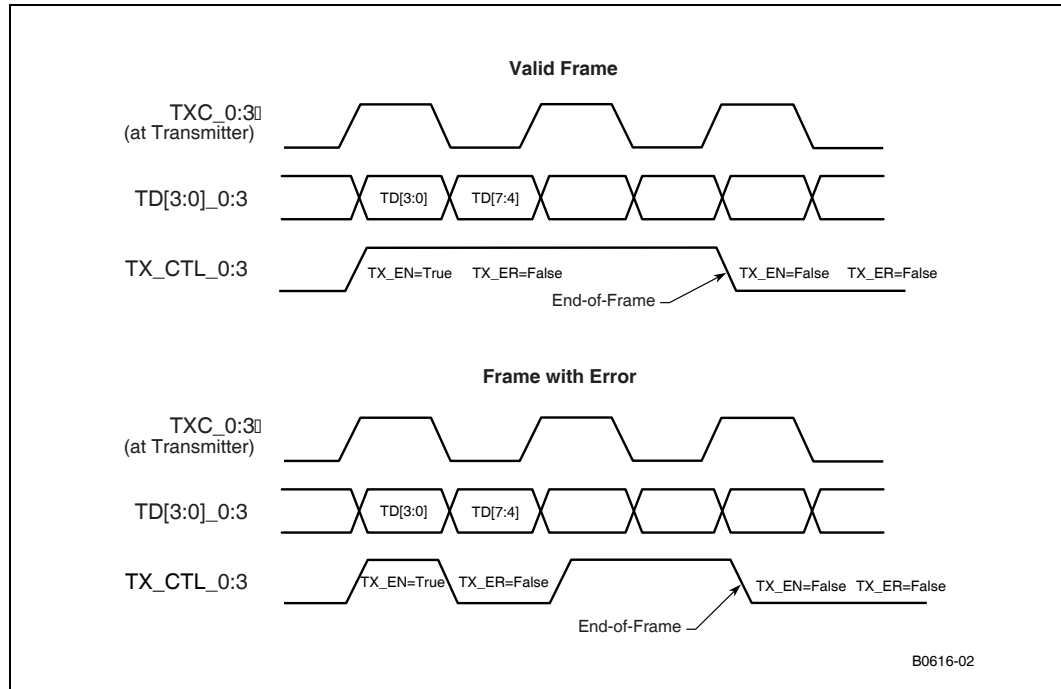 Valid Frame
TXC_0:3▯
(at Transmitter)
TD[3:0]_0:3
TD[3:0] TD[7:4]
TX_CTL_0:3
TX_EN=True TX_ER=False
TX_EN=False TX_ER=False
End-of-Frame
Frame with Error
TXC_0:3▯
(at Transmitter)
TD[3:0]_0:3
TD[3:0] TD[7:4]
TX_CTL_0:3
TX_EN=True TX_ER=False
TX_EN=False TX_ER=False
End-of-Frame
B0616-02